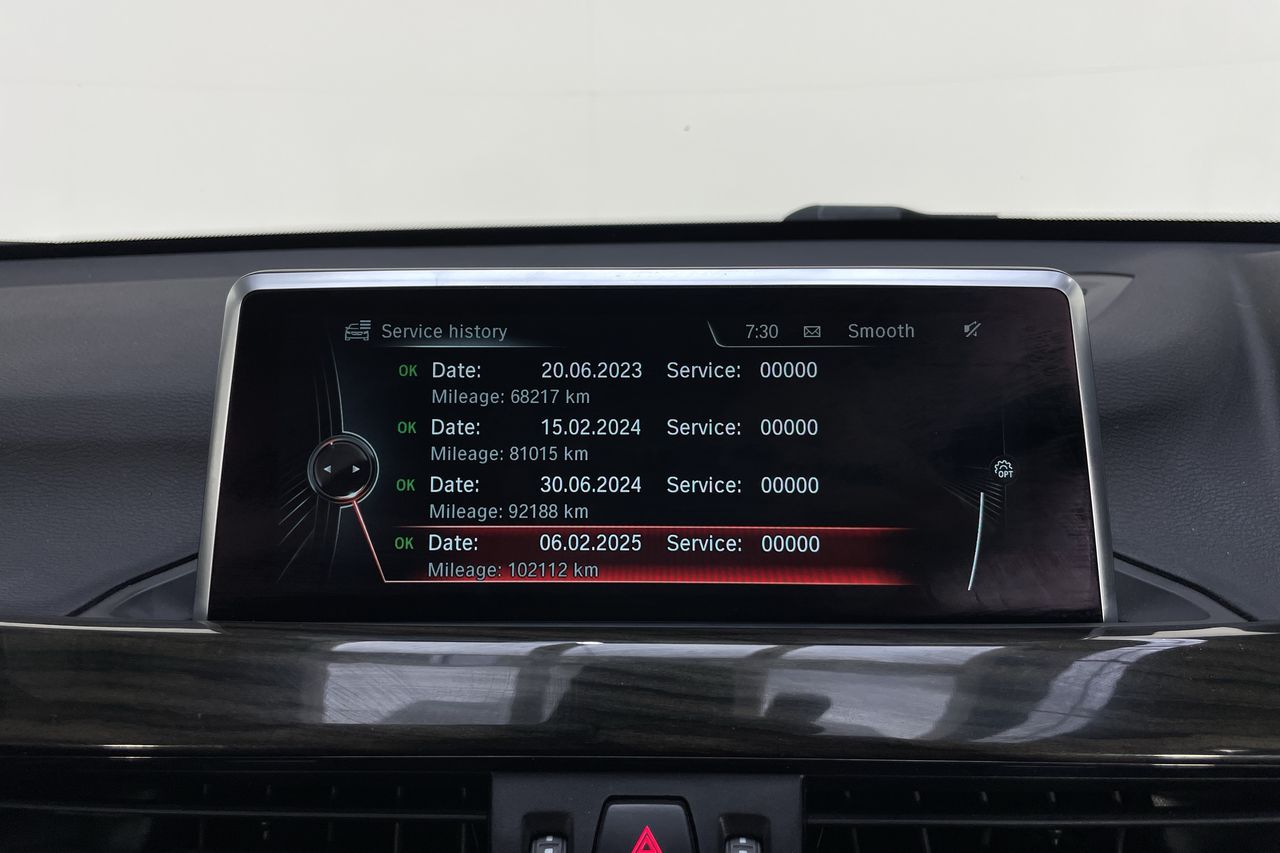 Service history 7:30 Smooth
OK Date: 20.06.2023 Service: 00000
Mileage: 68217 km
OK Date: 15.02.2024 Service: 00000
Mileage: 81015 km
OK Date: 30.06.2024 Service: 00000
Mileage: 92188 km
OPT
OK Date: 06.02.2025 Service: 00000
Mileage: 102112 km